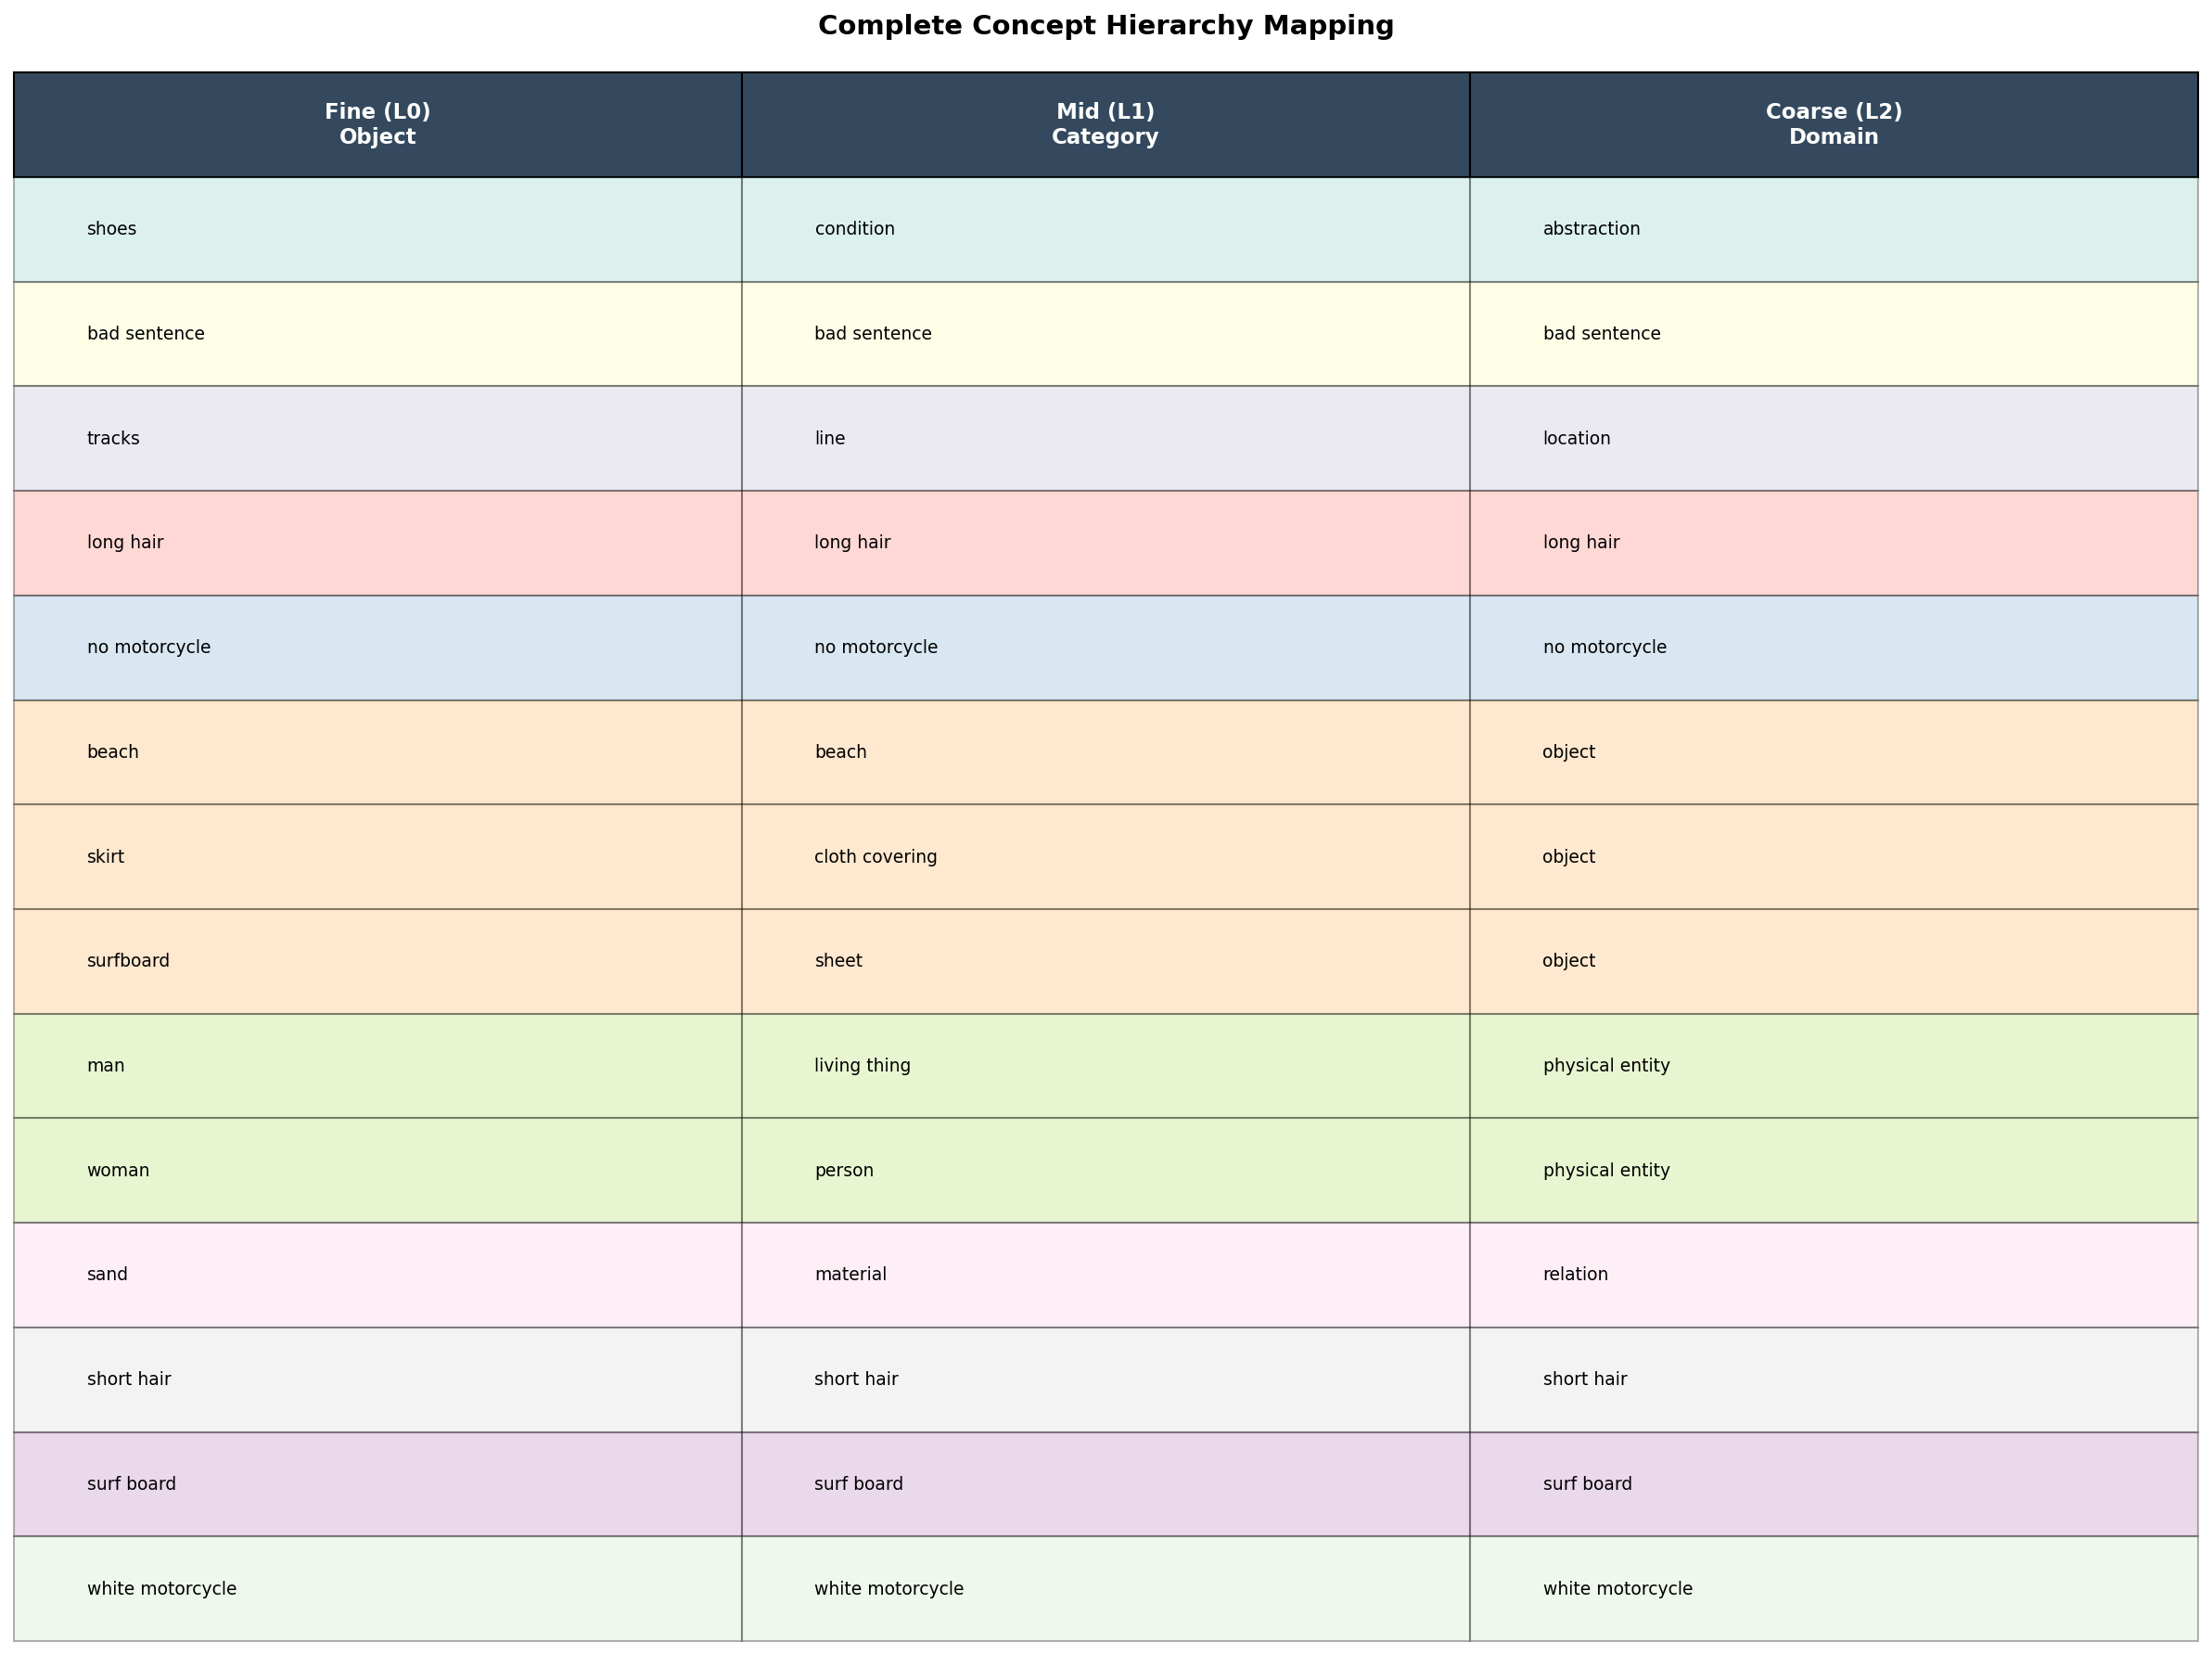 Complete Concept Hierarchy Mapping
Fine (L0) Mid (L1) Coarse (L2)
Object Category Domain
shoes condition abstraction
bad sentence bad sentence bad sentence
tracks line location
long hair long hair long hair
no motorcycle no motorcycle no motorcycle
beach beach object
skirt cloth covering object
surfboard sheet object
man living thing physical entity
woman person physical entity
sand material relation
short hair short hair short hair
surf board surf board surf board
white motorcycle white motorcycle white motorcycle